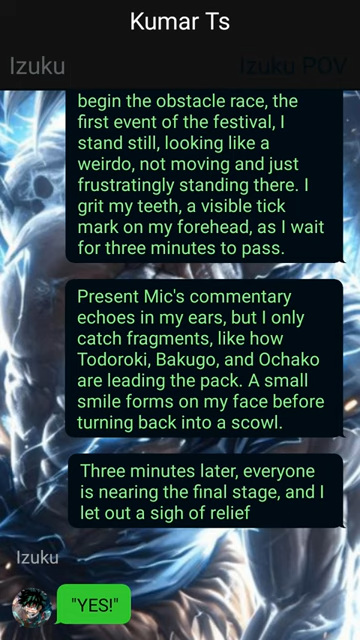 Kumar Ts
Izuku
Izuku POV
begin the obstacle race, the
first event of the festival, I
stand still, looking like a
weirdo, not moving and just
frustratingly standing there. I
grit my teeth, a visible tick
mark on my forehead, as I wait
for three minutes to pass.
Present Mic's commentary
echoes in my ears, but I only
catch fragments, like how
Todoroki, Bakugo, and Ochako
are leading the pack. A small
smile forms on my face before
turning back into a scowl.
Three minutes later, everyone
is nearing the final stage, and I
let out a sigh of relief
Izuku
"YES!"